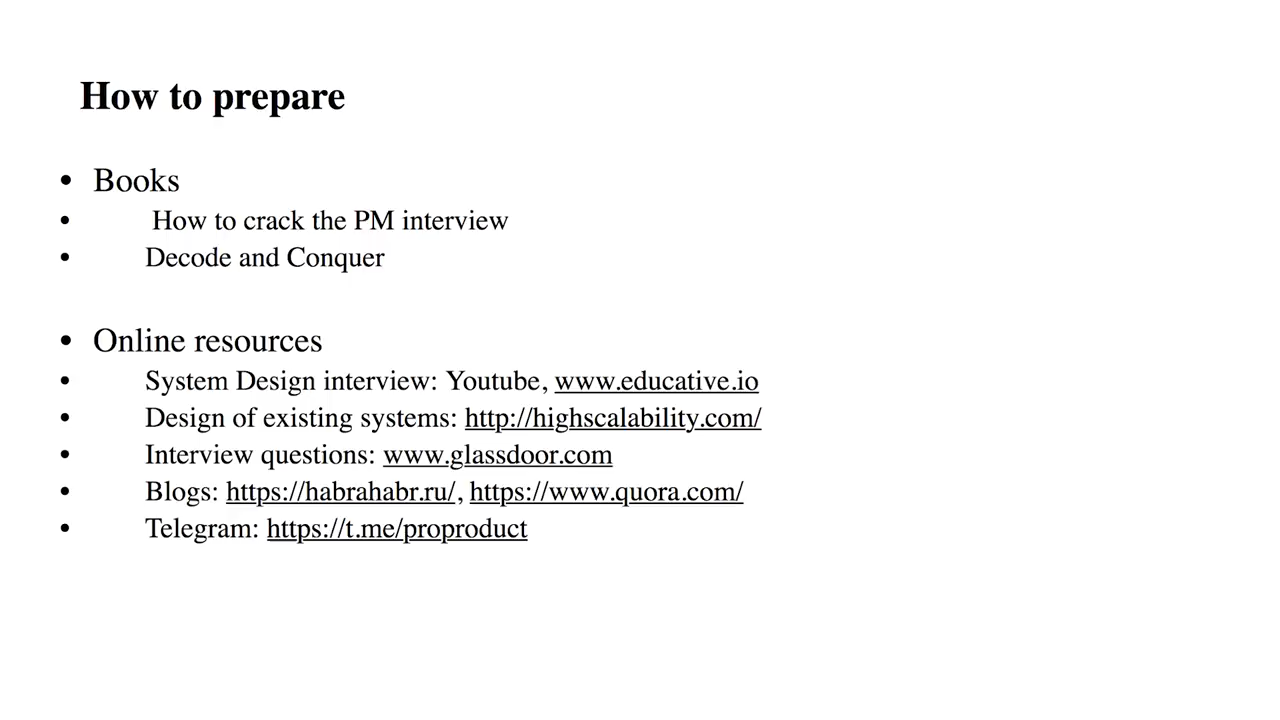 How to prepare
• Books
• How to crack the PM interview
• Decode and Conquer
• Online resources
• System Design interview: Youtube, www.educative.io
• Design of existing systems: http://highscalability.com/
• Interview questions: www.glassdoor.com
• Blogs: https://habrahabr.ru/, https://www.quora.com/
• Telegram: https://t.me/proproduct